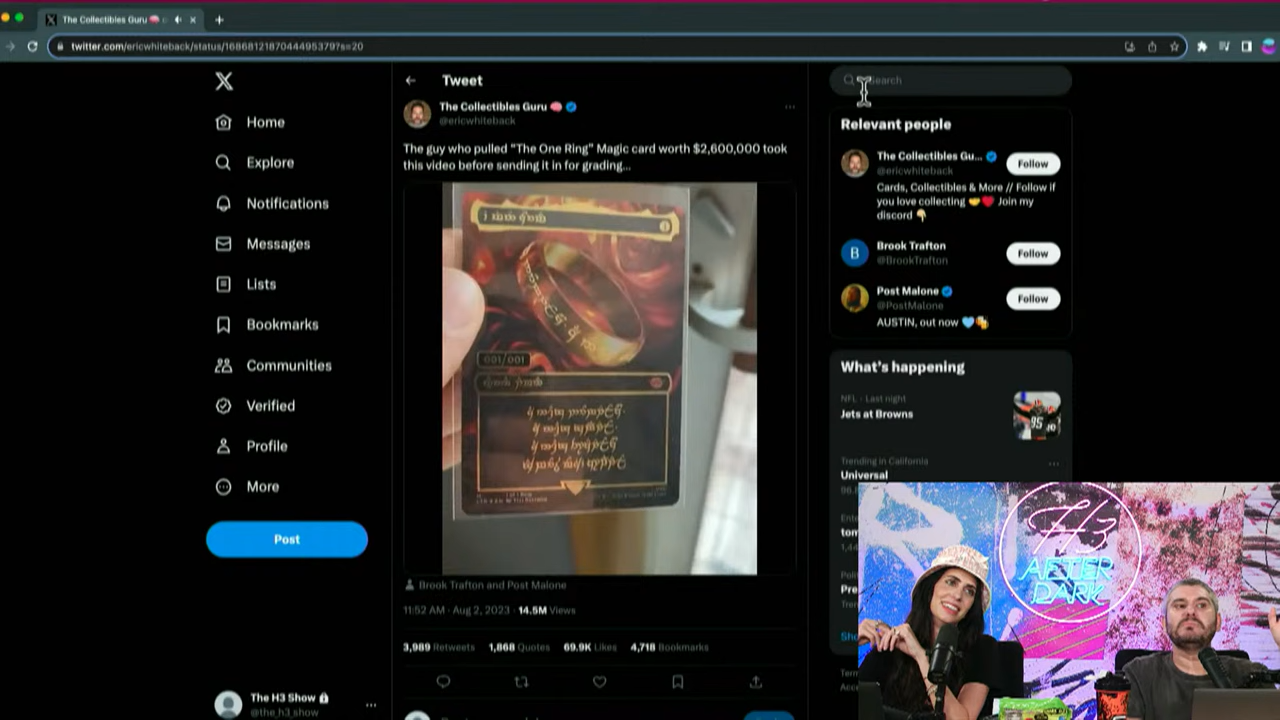 The Collectibles Guru
twitter.com/ericwhiteback/status/1686812187044495379?s=20
Home
Explore
Notifications
Messages
Lists
Bookmarks
Communities
Verified
Profile
More
Post
The H3 Show
@the_h3_show
Tweet
The Collectibles Guru 🧠
@ericwhiteback
The guy who pulled “The One Ring” Magic card worth $2,600,000 took
this video before sending it in for grading...
001/001
Brook Trafton and Post Malone
11:52 AM · Aug 2, 2023 · 14.5M Views
3,989 Retweets 1,868 Quotes 69.9K Likes 4,718 Bookmarks
Search
Relevant people
The Collectibles Gu...
@ericwhiteback
Follow
Cards, Collectibles & More // Follow if
you love collecting 🤝❤️ Join my
discord 👇
B
Brook Trafton
@BrookTrafton
Follow
Post Malone
@PostMalone
Follow
AUSTIN, out now 💙🍻
What’s happening
NFL · Last night
Jets at Browns
95
Trending in California
Universal
H3
AFTER
DARK